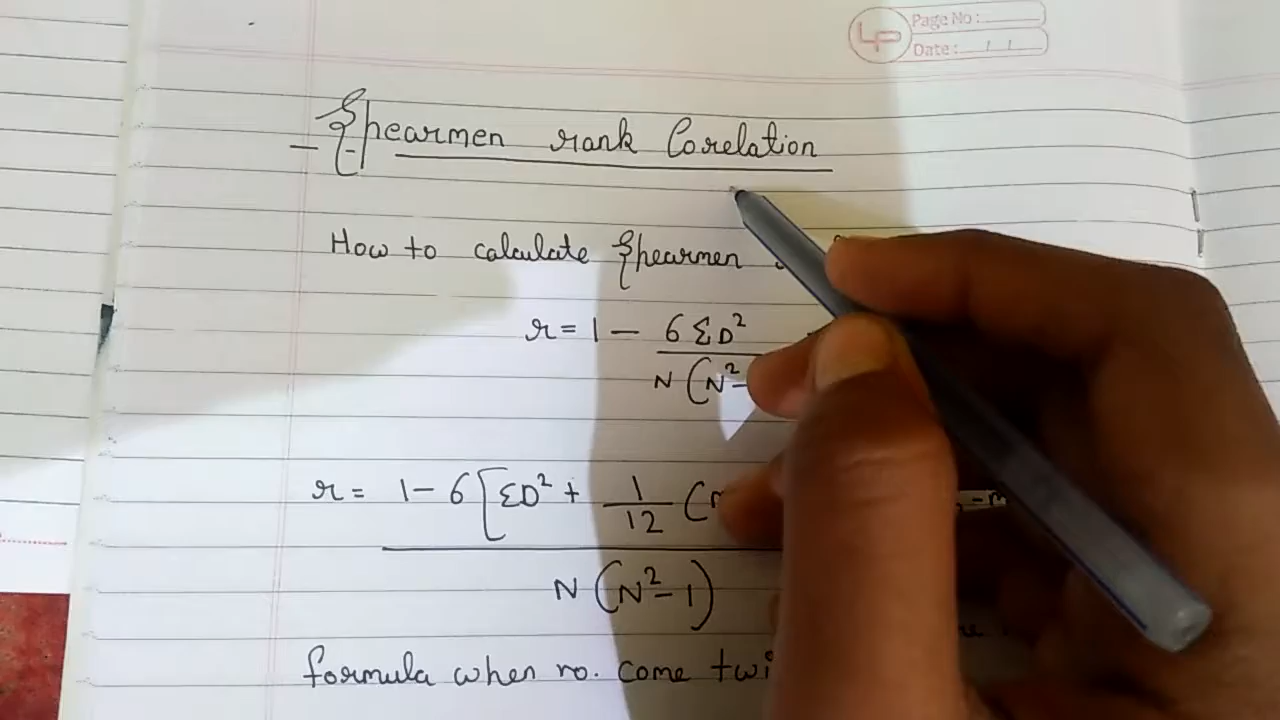 LP Page No :
Date : / /
Spearmen rank Corelation
How to calculate Spearmen
r = 1 - 6 ΣD²
N (N² -
r = 1 - 6 [ΣD² + 1/12 (m
N (N² - 1)
formula when no. come